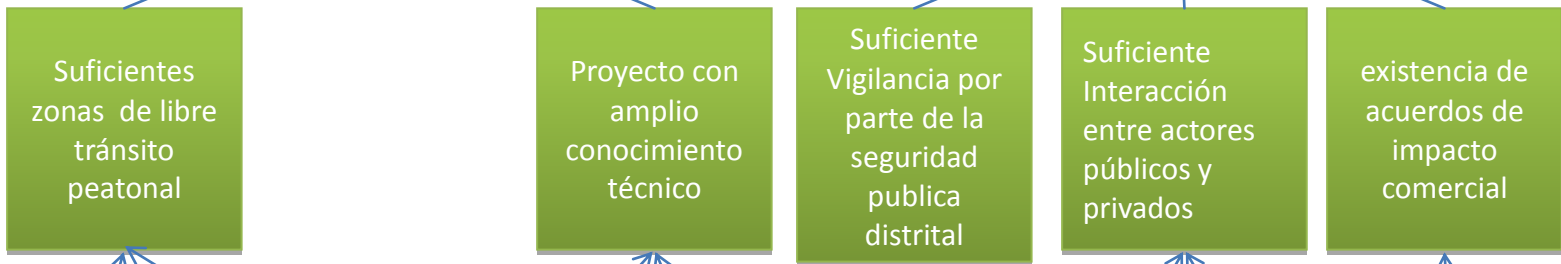 Suficientes
zonas  de libre
tránsito
peatonal
Proyecto con
amplio
conocimiento
técnico
Suficiente
Vigilancia por
parte de la
seguridad
publica
distrital
Suficiente
Interacción
entre actores
públicos y
privados
existencia de
acuerdos de
impacto
comercial